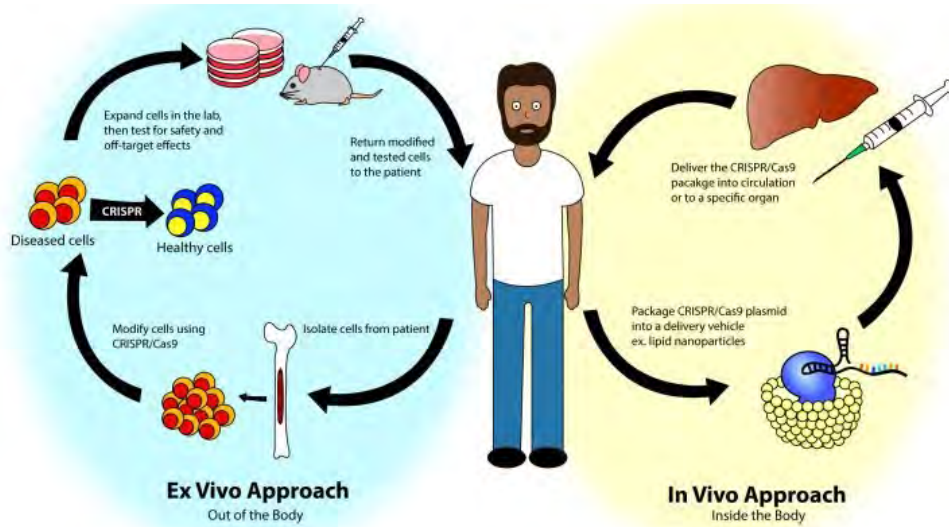 Expand cells in the lab,
then test for safety and
off-target effects
Return modified
and tested cells
to the patient
CRISPR
Diseased cells
Healthy cells
Modify cells using
CRISPR/Cas9
Isolate cells from patient
Ex Vivo Approach
Out of the Body
Deliver the CRISPR/Cas9
pacakge into circulation
or to a specific organ
Package CRISPR/Cas9 plasmid
into a delivery vehicle
ex. lipid nanoparticles
In Vivo Approach
Inside the Body